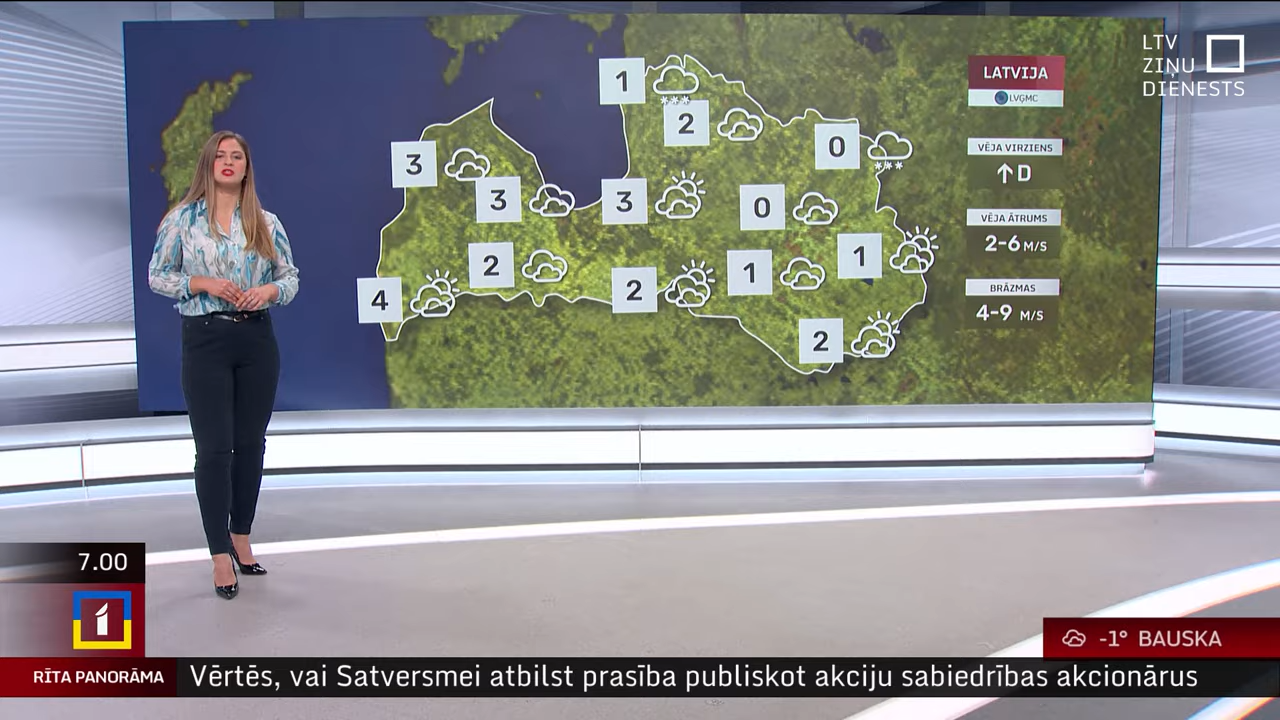 LTV
ZIŅU
DIENESTS
LATVIJA
LVĢMC
VĒJA VIRZIENS
↑D
VĒJA ĀTRUMS
2-6 M/S
BRĀZMAS
4-9 M/S
1
2
0
3
3
3
0
2
1
1
4
2
2
7.00
1
-1° BAUSKA
RĪTA PANORĀMA
Vērtēs, vai Satversmei atbilst prasība publiskot akciju sabiedrības akcionārus